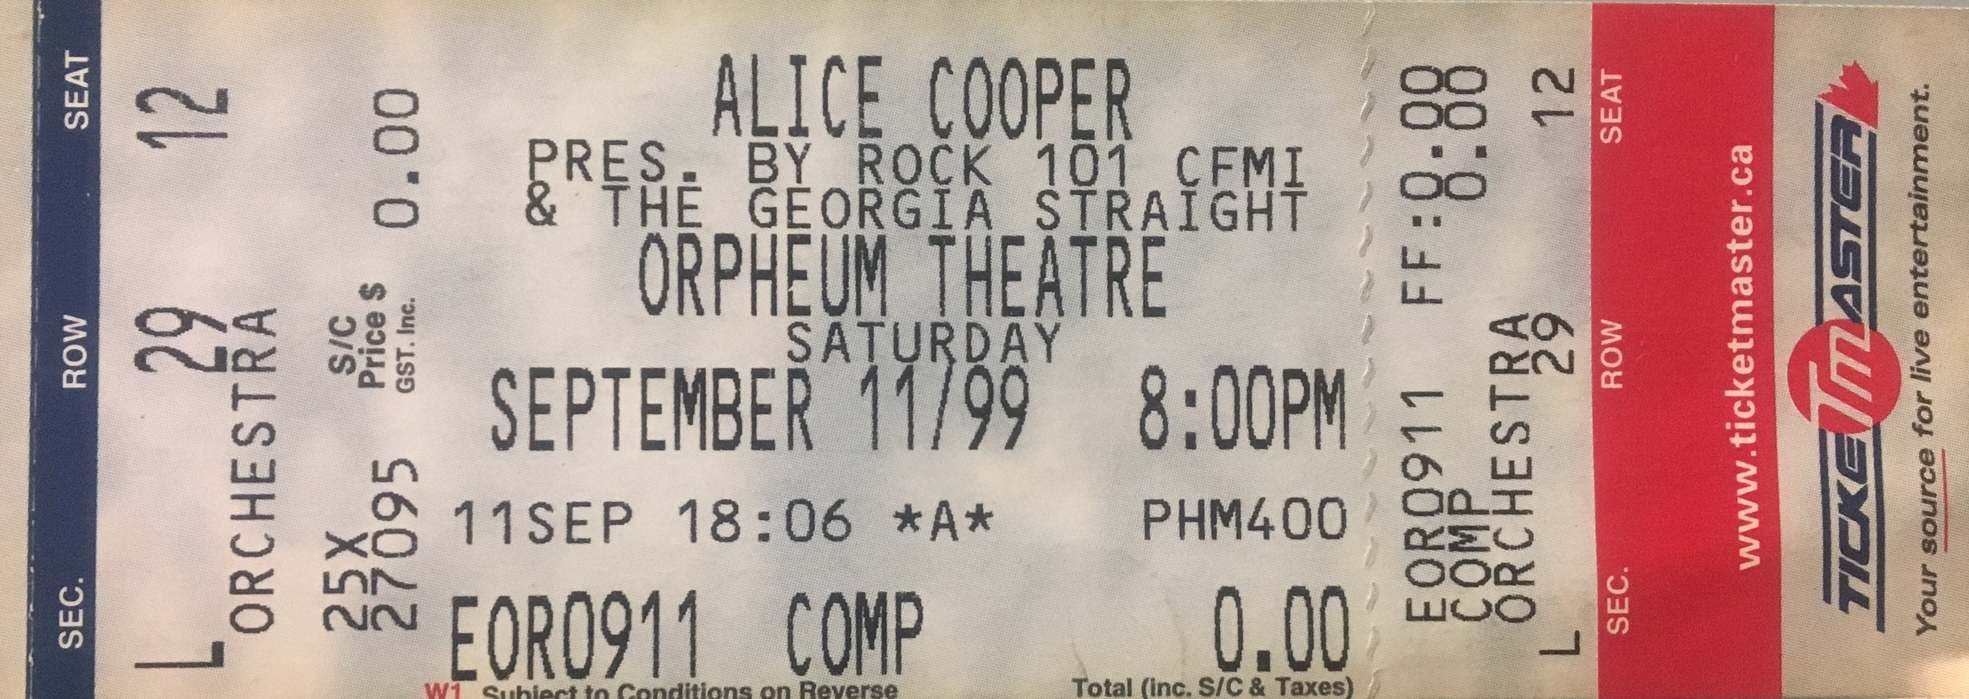 SEC. ROW SEAT
L 29 12
ORCHESTRA
S/C
Price $
GST. Inc.
0.00
25X
27095
ALICE COOPER
PRES. BY ROCK 101 CFMI
& THE GEORGIA STRAIGHT
ORPHEUM THEATRE
SATURDAY
SEPTEMBER 11/99 8:00PM
11SEP 18:06 *A* PHM400
EOR0911 COMP 0.00
W1 Subject to Conditions on Reverse Total (inc. S/C & Taxes)
EOR0911 FF:0.00
COMP 0.00
ORCHESTRA
L 29 12
SEC. ROW SEAT
www.ticketmaster.ca
TICKETMASTER
Your source for live entertainment.